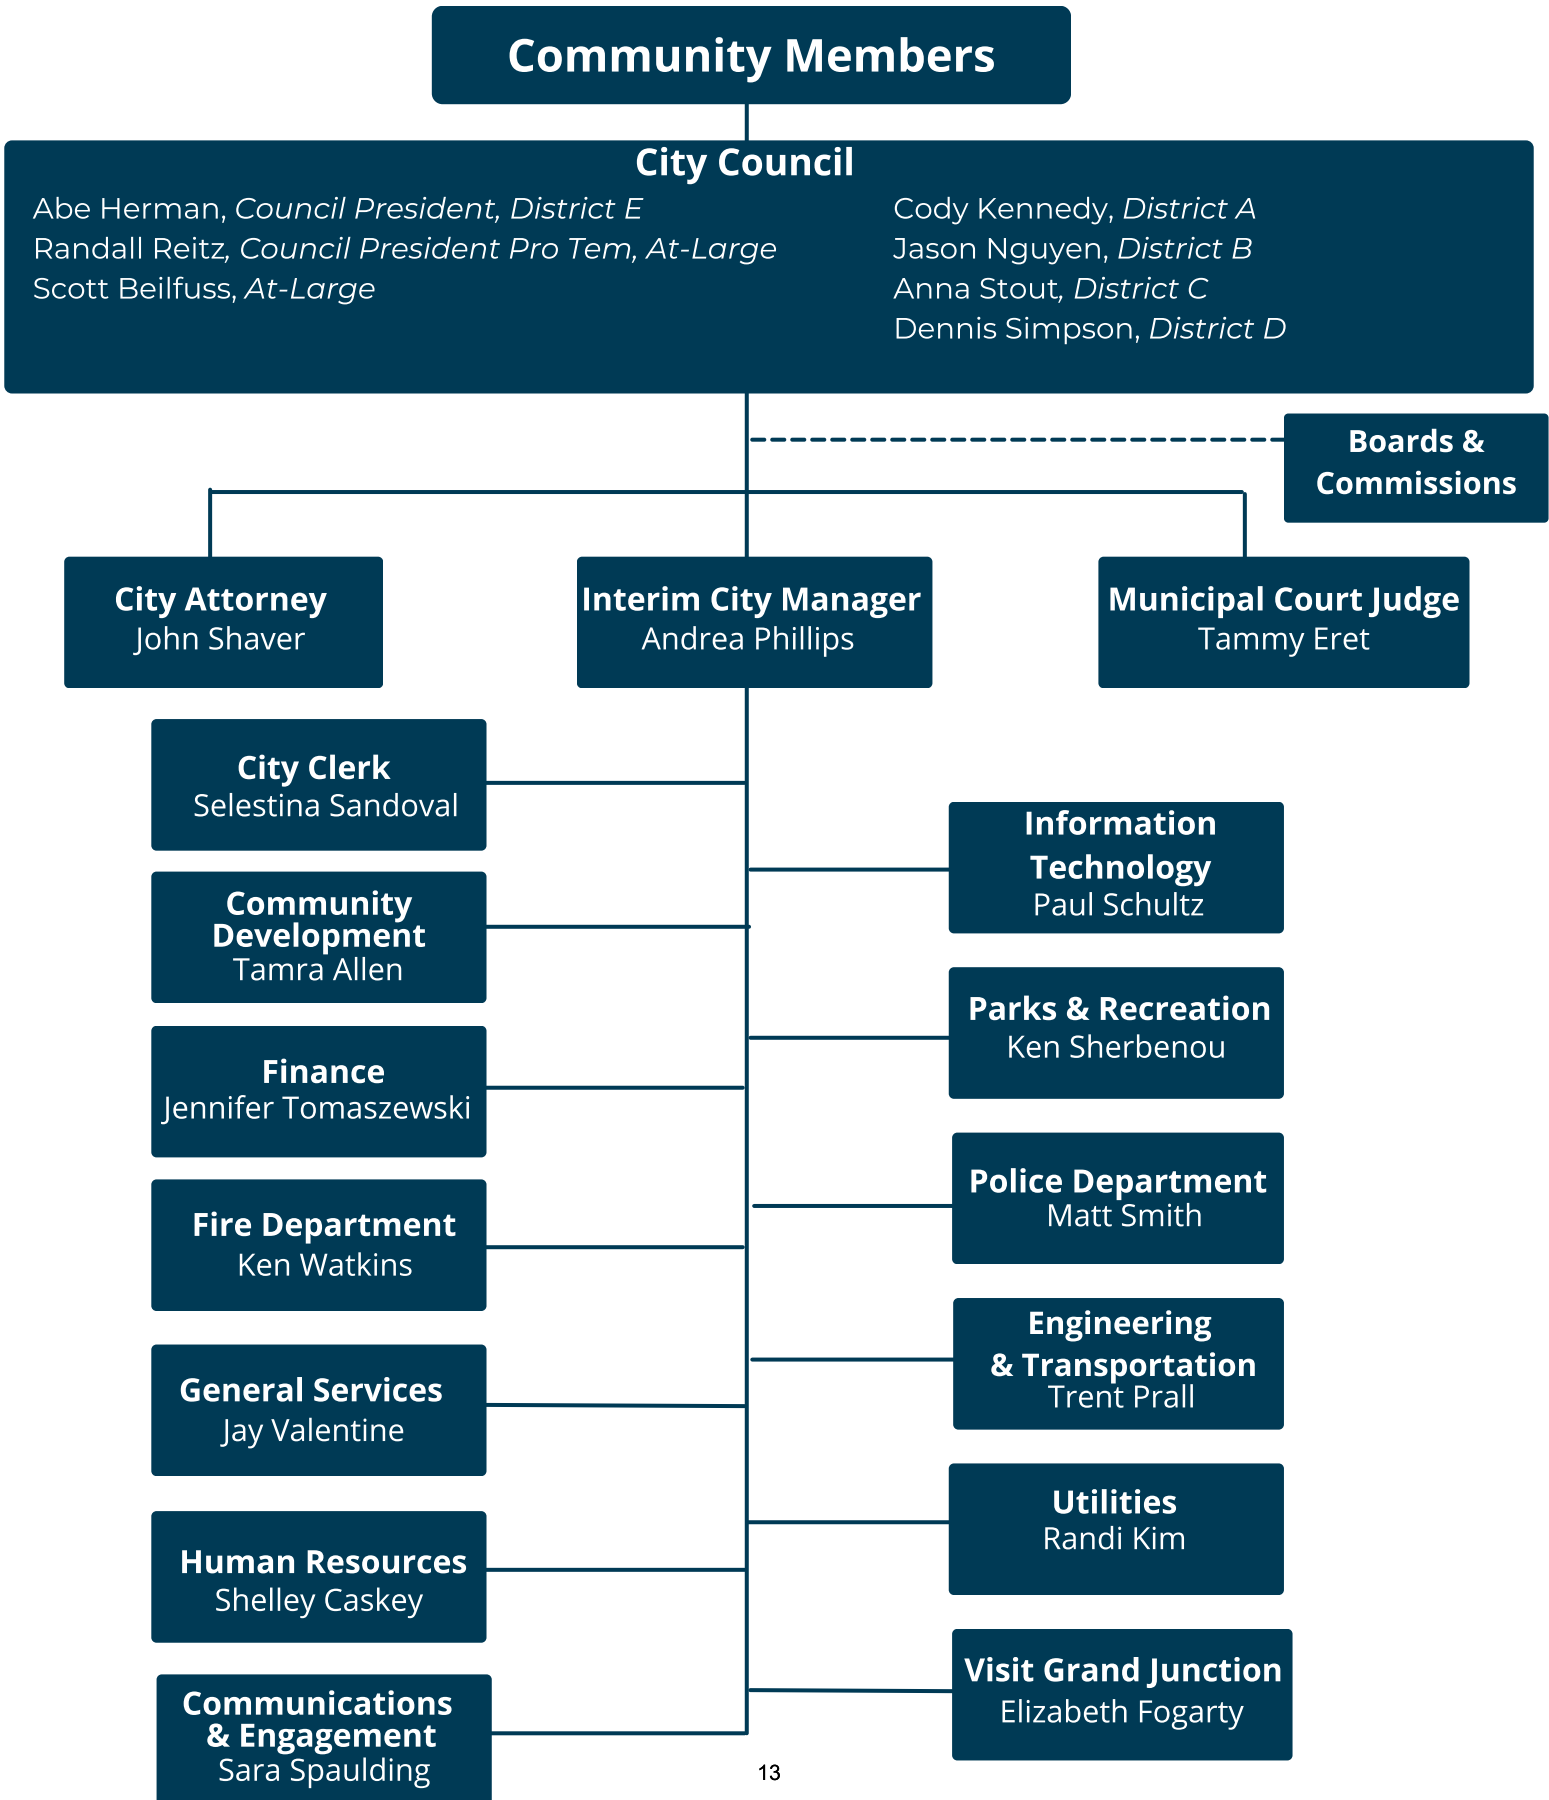 Community Members
City Council
Abe Herman, Council President, District E
Randall Reitz, Council President Pro Tem, At-Large
Scott Beilfuss, At-Large
Cody Kennedy, District A
Jason Nguyen, District B
Anna Stout, District C
Dennis Simpson, District D
Boards &
Commissions
City Attorney
John Shaver
Interim City Manager
Andrea Phillips
Municipal Court Judge
Tammy Eret
City Clerk
Selestina Sandoval
Community
Development
Tamra Allen
Finance
Jennifer Tomaszewski
Fire Department
Ken Watkins
General Services
Jay Valentine
Human Resources
Shelley Caskey
Communications
& Engagement
Sara Spaulding
Information
Technology
Paul Schultz
Parks & Recreation
Ken Sherbenou
Police Department
Matt Smith
Engineering
& Transportation
Trent Prall
Utilities
Randi Kim
Visit Grand Junction
Elizabeth Fogarty
13